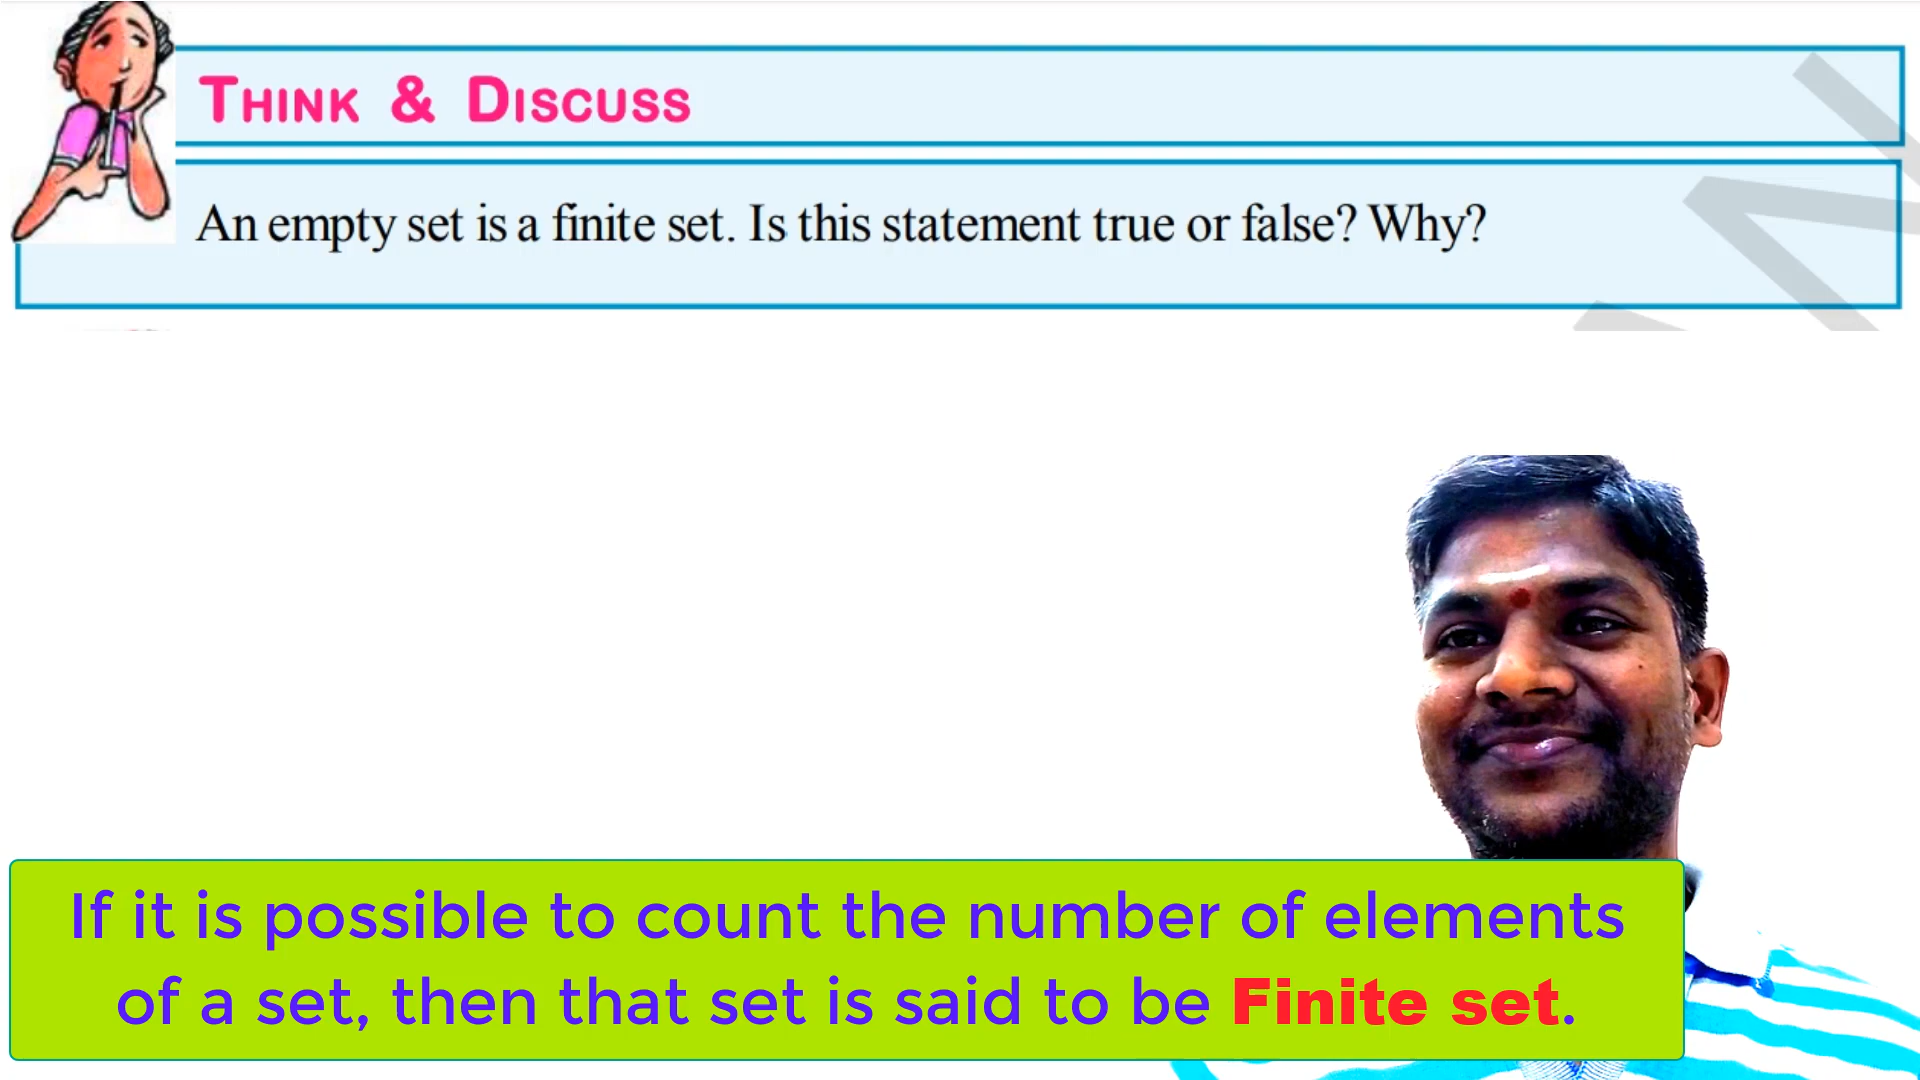 THINK & DISCUSS
An empty set is a finite set. Is this statement true or false? Why?
If it is possible to count the number of elements
of a set, then that set is said to be Finite set.